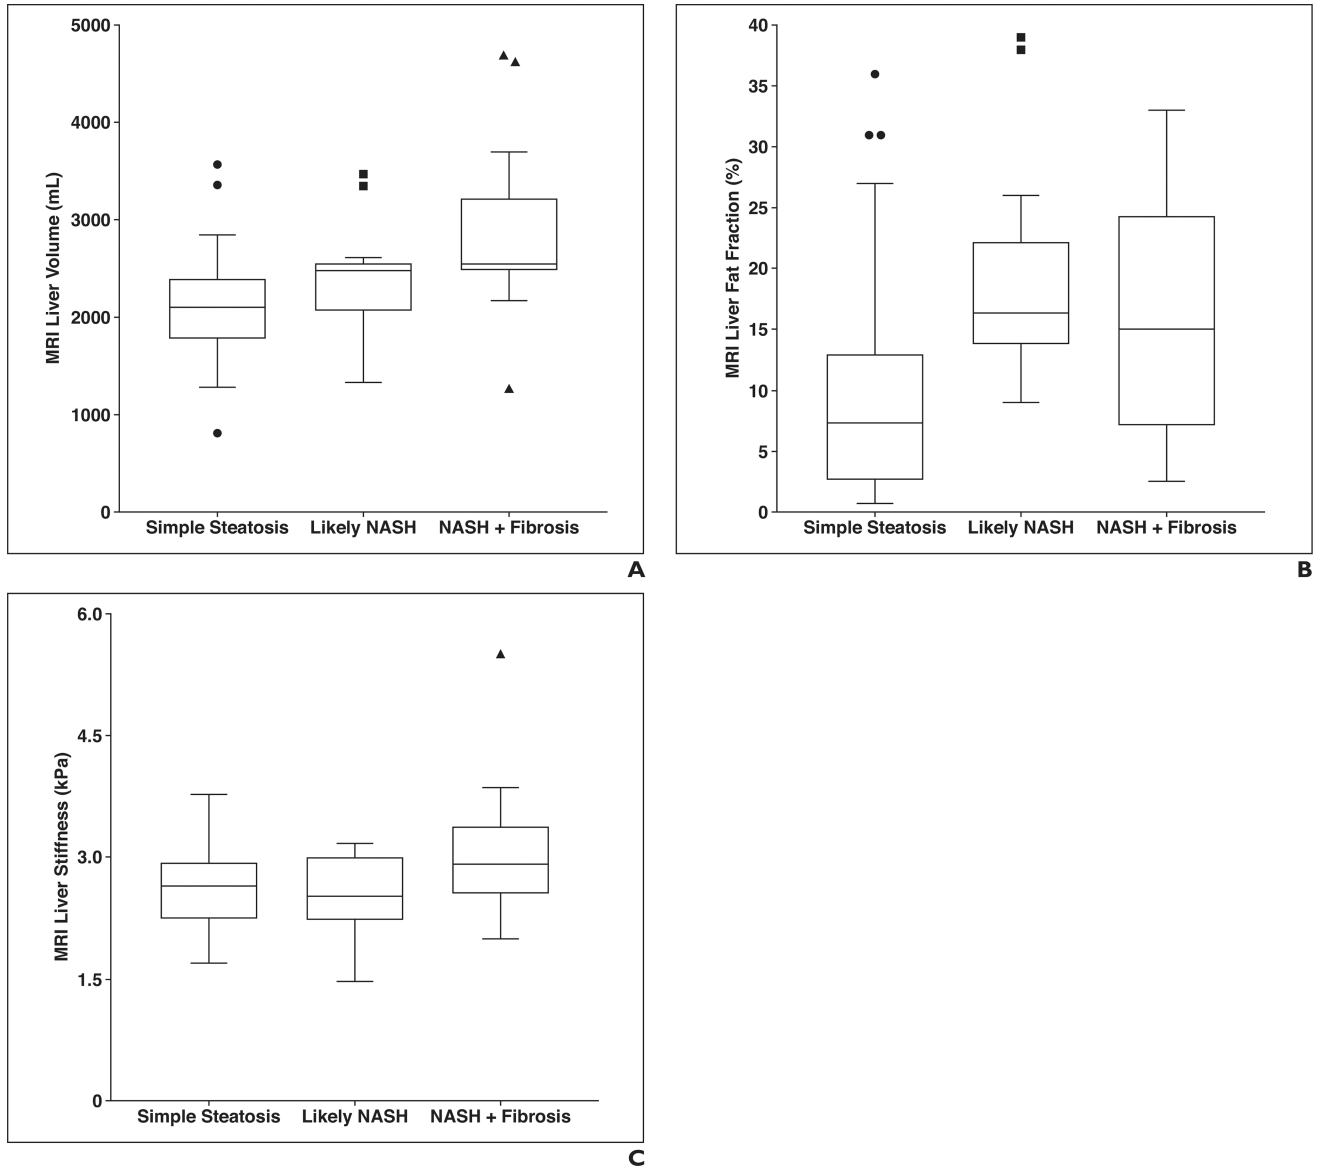 5000
4000
3000
2000
1000
0
MRI Liver Volume (mL)
Simple Steatosis Likely NASH NASH + Fibrosis
A
40
35
30
25
20
15
10
5
0
MRI Liver Fat Fraction (%)
Simple Steatosis Likely NASH NASH + Fibrosis
B
6.0
4.5
3.0
1.5
0
MRI Liver Stiffness (kPa)
Simple Steatosis Likely NASH NASH + Fibrosis
C